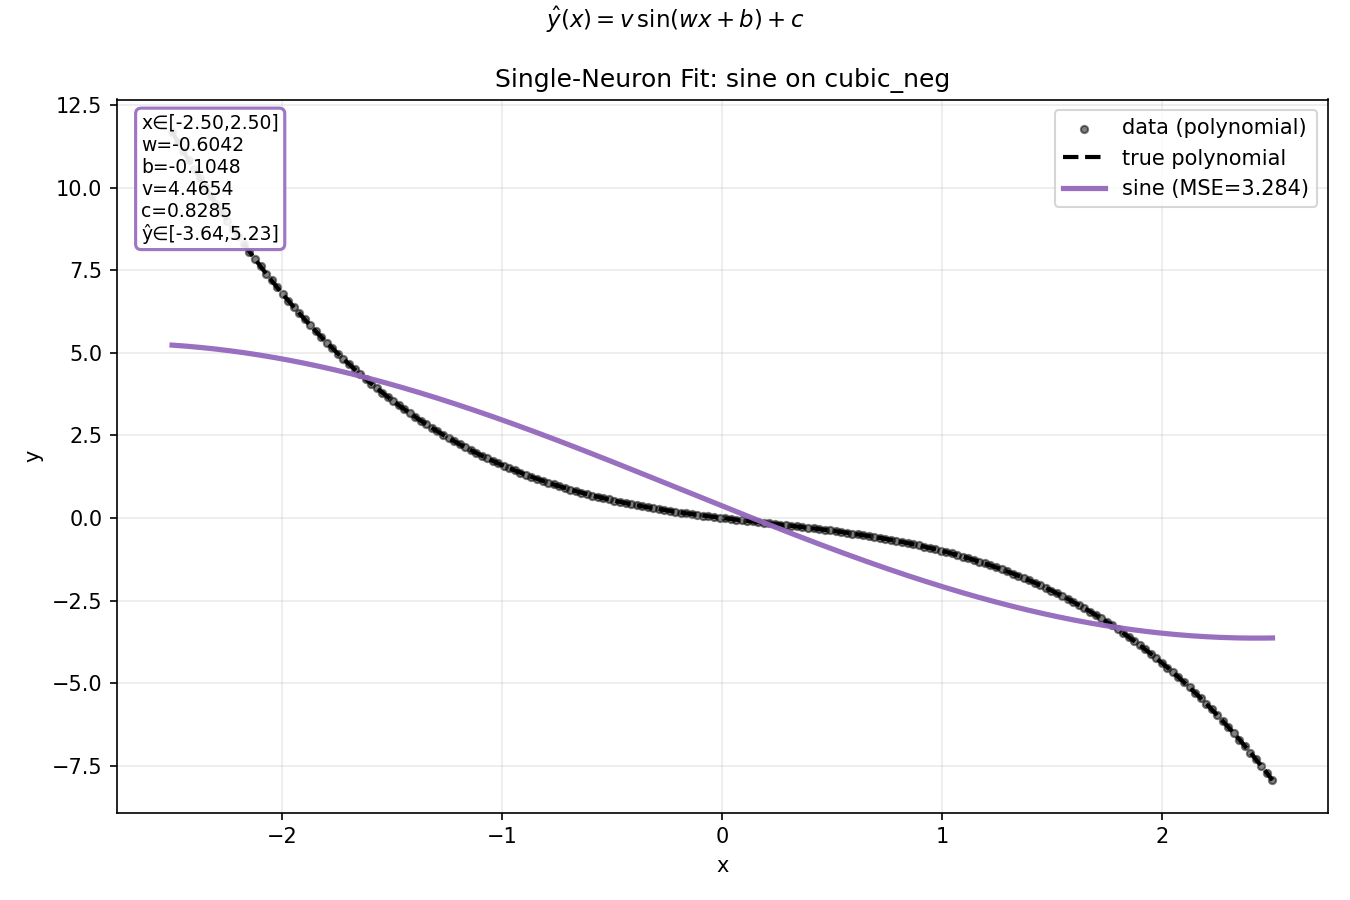 ŷ(x) = v sin(wx + b) + c
Single-Neuron Fit: sine on cubic_neg
x∈[-2.50,2.50]
w=-0.6042
b=-0.1048
v=4.4654
c=0.8285
ŷ∈[-3.64,5.23]
data (polynomial)
true polynomial
sine (MSE=3.284)
12.5
10.0
7.5
5.0
2.5
0.0
−2.5
−5.0
−7.5
y
−2
−1
0
1
2
x